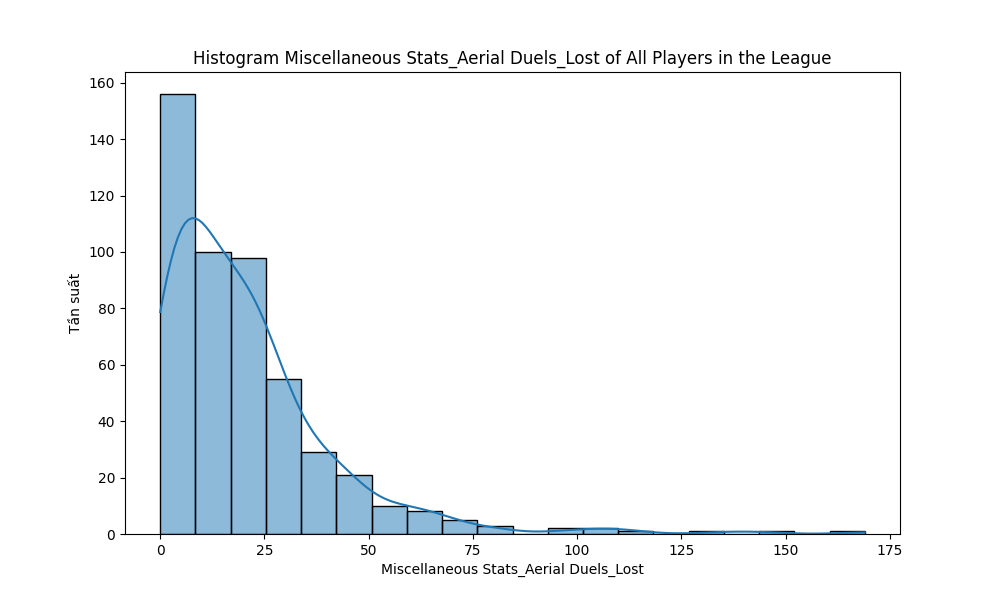 Histogram Miscellaneous Stats_Aerial Duels_Lost of All Players in the League
160
140
120
100
80
60
40
20
0
Tần suất
0 25 50 75 100 125 150 175
Miscellaneous Stats_Aerial Duels_Lost